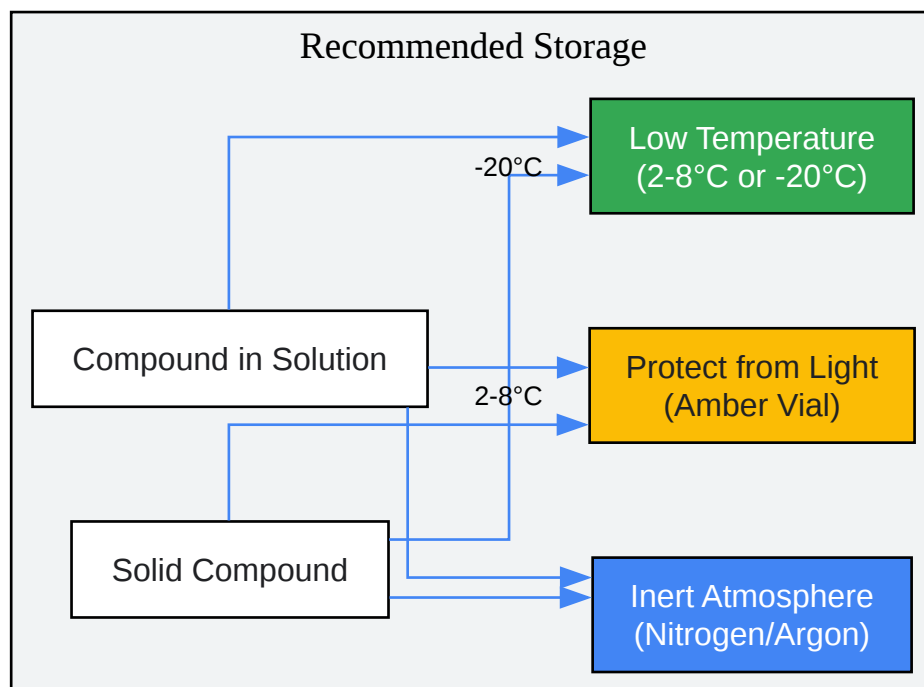 Recommended Storage
Low Temperature
(2-8°C or -20°C)
-20°C
Compound in Solution
Protect from Light
(Amber Vial)
2-8°C
Solid Compound
Inert Atmosphere
(Nitrogen/Argon)